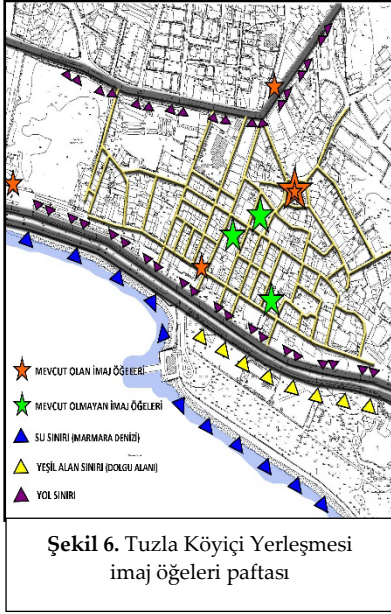 MEVCUT OLAN İMAJ ÖĞELERİ
MEVCUT OLMAYAN İMAJ ÖĞELERİ
SU SINIRI (MARMARA DENİZİ)
YEŞİL ALAN SINIRI (DOLGU ALANI)
YOL SINIRI
Şekil 6. Tuzla Köyiçi Yerleşmesi
imaj öğeleri paftası